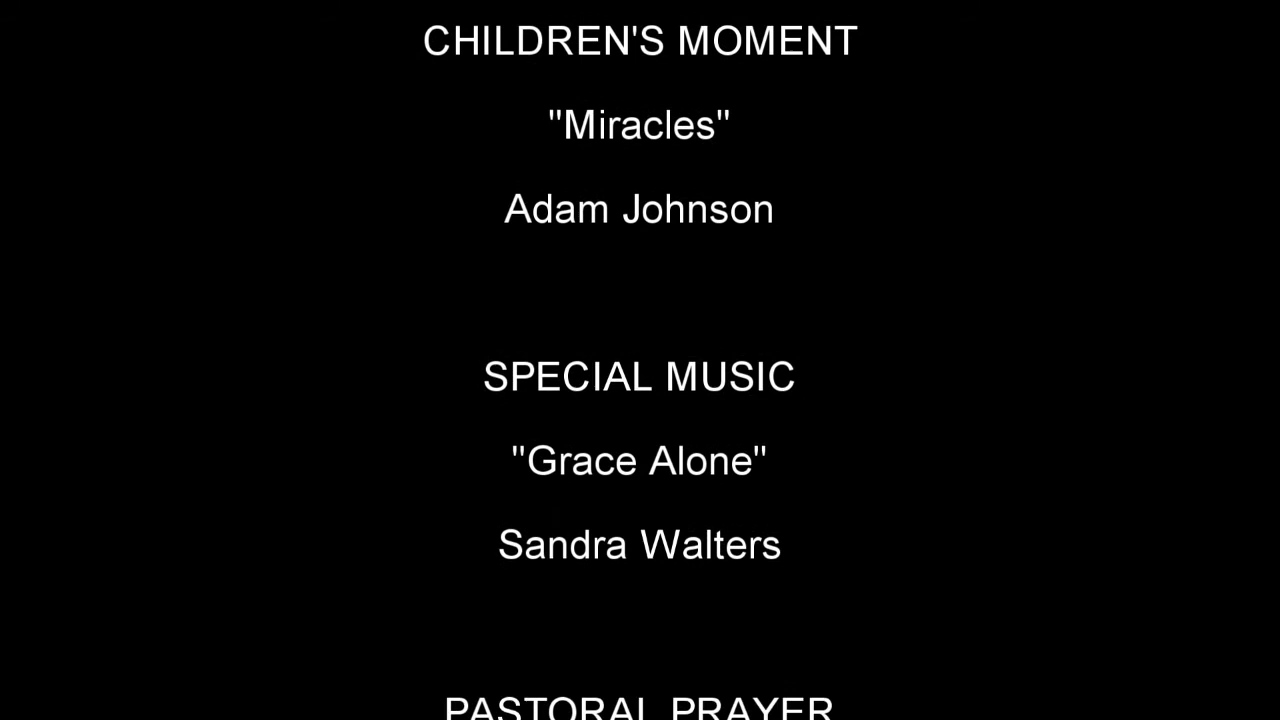 CHILDREN'S MOMENT
"Miracles"
Adam Johnson
SPECIAL MUSIC
"Grace Alone"
Sandra Walters
PASTORAL PRAYER